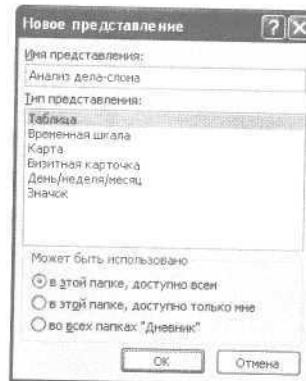 Новое представление
Имя представления:
Анализ дела-слона
Тип представления:
Таблица
Временная шкала
Карта
Визитная карточка
День/неделя/месяц
Значок
Может быть использовано
в этой папке, доступно всем
в этой папке, доступно только мне
во всех папках "Дневник"
ОК
Отмена